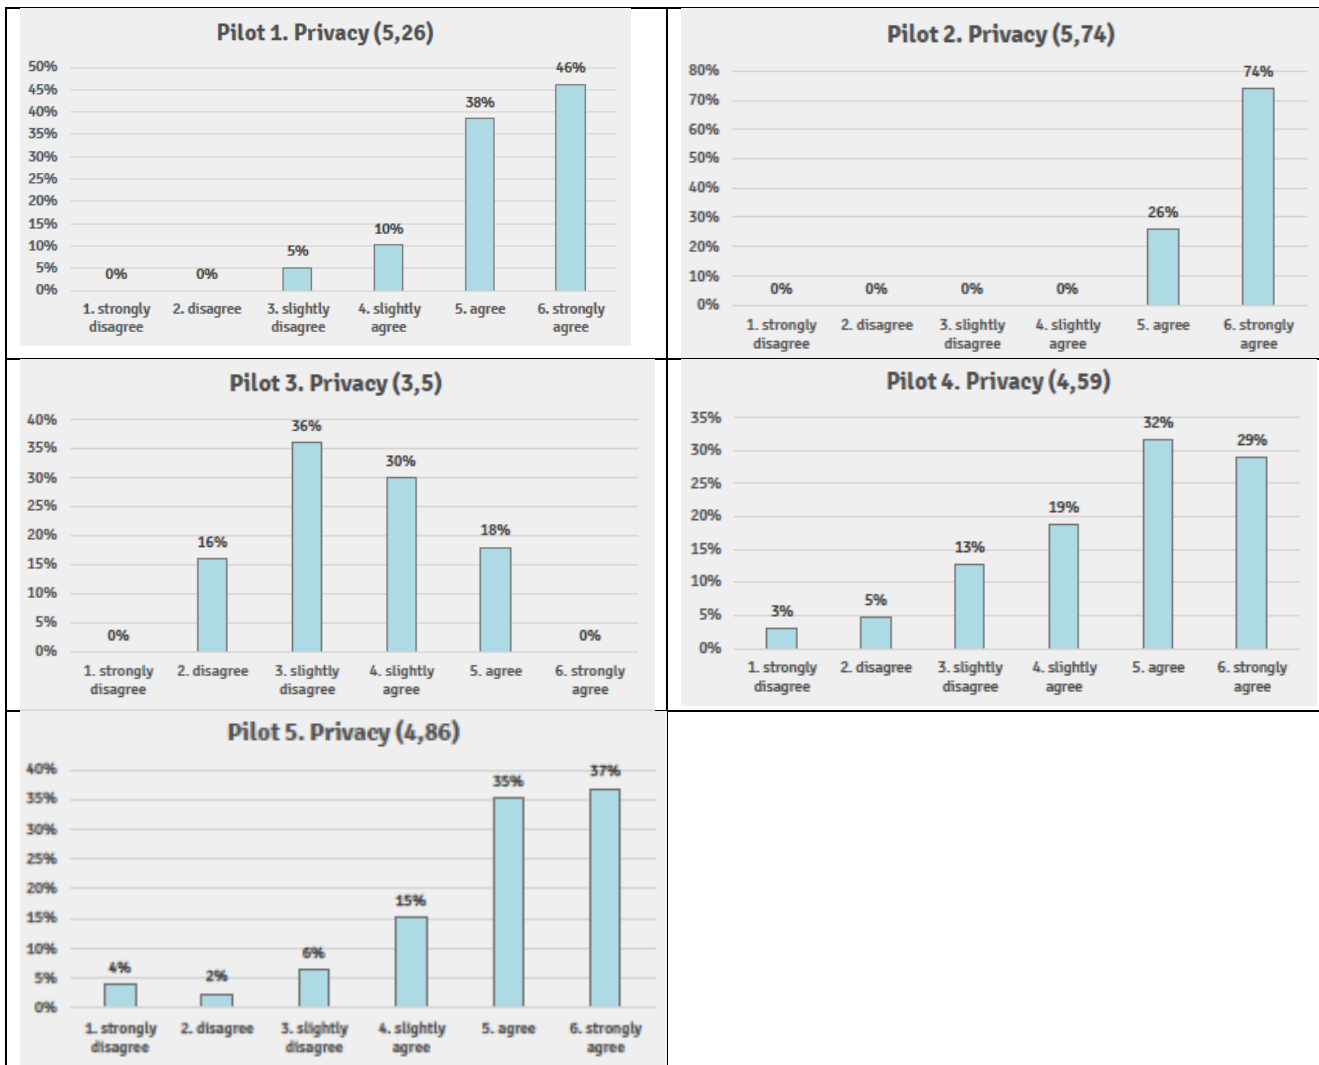 Pilot 1. Privacy (5,26)
50%
45%
40%
35%
30%
25%
20%
15%
10%
5%
0%
0%
0%
5%
10%
38%
46%
1. strongly
disagree
2. disagree
3. slightly
disagree
4. slightly
agree
5. agree
6. strongly
agree
Pilot 2. Privacy (5,74)
80%
70%
60%
50%
40%
30%
20%
10%
0%
0%
0%
0%
0%
26%
74%
1. strongly
disagree
2. disagree
3. slightly
disagree
4. slightly
agree
5. agree
6. strongly
agree
Pilot 3. Privacy (3,5)
40%
35%
30%
25%
20%
15%
10%
5%
0%
0%
16%
36%
30%
18%
0%
1. strongly
disagree
2. disagree
3. slightly
disagree
4. slightly
agree
5. agree
6. strongly
agree
Pilot 4. Privacy (4,59)
35%
30%
25%
20%
15%
10%
5%
0%
3%
5%
13%
19%
32%
29%
1. strongly
disagree
2. disagree
3. slightly
disagree
4. slightly
agree
5. agree
6. strongly
agree
Pilot 5. Privacy (4,86)
40%
35%
30%
25%
20%
15%
10%
5%
0%
4%
2%
6%
15%
35%
37%
1. strongly
disagree
2. disagree
3. slightly
disagree
4. slightly
agree
5. agree
6. strongly
agree